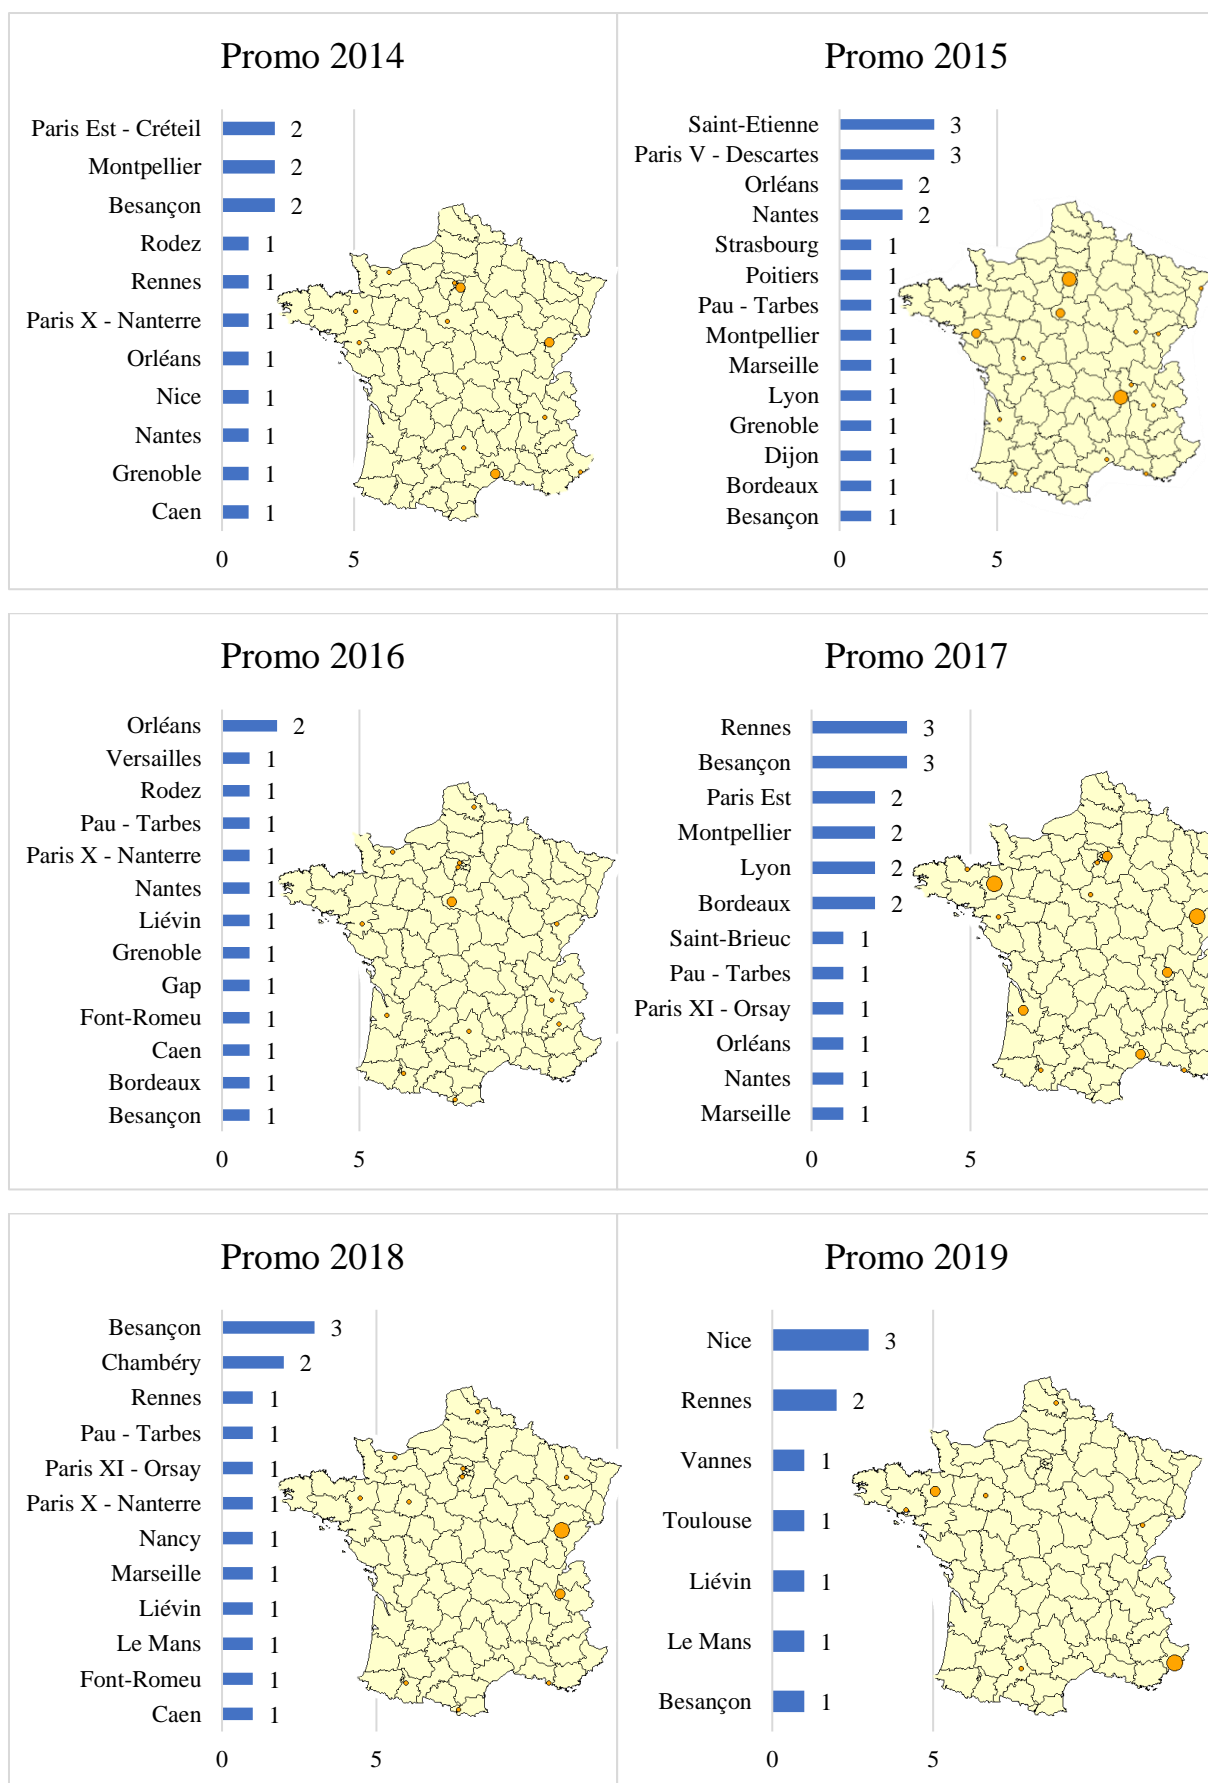 Promo 2014
Paris Est - Créteil 2
Montpellier 2
Besançon 2
Rodez 1
Rennes 1
Paris X - Nanterre 1
Orléans 1
Nice 1
Nantes 1
Grenoble 1
Caen 1
0 5
Promo 2015
Saint-Etienne 3
Paris V - Descartes 3
Orléans 2
Nantes 2
Strasbourg 1
Poitiers 1
Pau - Tarbes 1
Montpellier 1
Marseille 1
Lyon 1
Grenoble 1
Dijon 1
Bordeaux 1
Besançon 1
0 5
Promo 2016
Orléans 2
Versailles 1
Rodez 1
Pau - Tarbes 1
Paris X - Nanterre 1
Nantes 1
Liévin 1
Grenoble 1
Gap 1
Font-Romeu 1
Caen 1
Bordeaux 1
Besançon 1
0 5
Promo 2017
Rennes 3
Besançon 3
Paris Est 2
Montpellier 2
Lyon 2
Bordeaux 2
Saint-Brieuc 1
Pau - Tarbes 1
Paris XI - Orsay 1
Orléans 1
Nantes 1
Marseille 1
0 5
Promo 2018
Besançon 3
Chambéry 2
Rennes 1
Pau - Tarbes 1
Paris XI - Orsay 1
Paris X - Nanterre 1
Nancy 1
Marseille 1
Liévin 1
Le Mans 1
Font-Romeu 1
Caen 1
0 5
Promo 2019
Nice 3
Rennes 2
Vannes 1
Toulouse 1
Liévin 1
Le Mans 1
Besançon 1
0 5